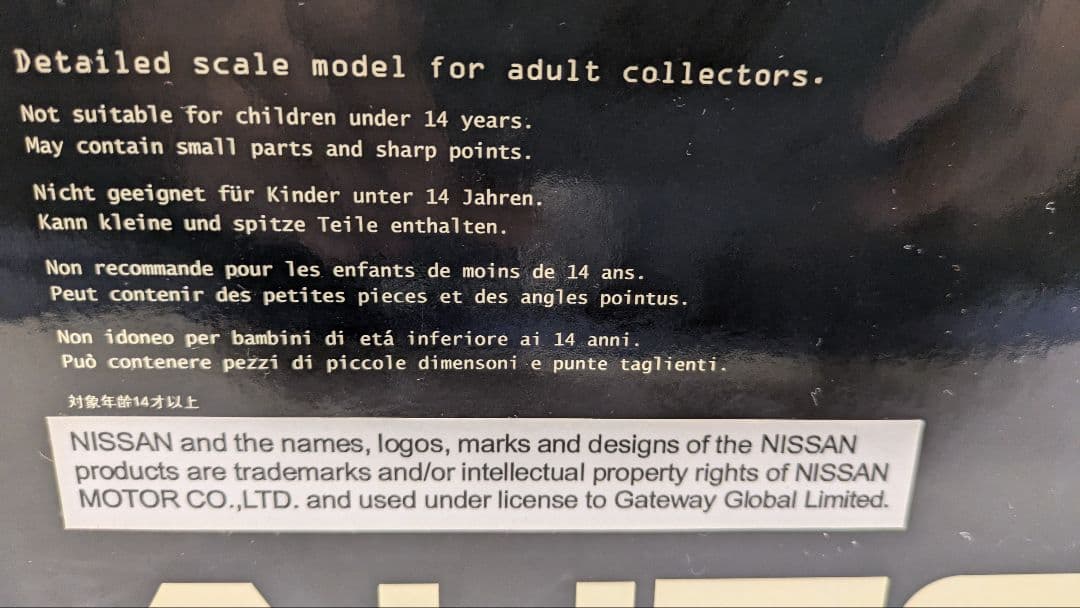 Detailed scale model for adult collectors.
Not suitable for children under 14 years.
May contain small parts and sharp points.
Nicht geeignet für Kinder unter 14 Jahren.
Kann kleine und spitze Teile enthalten.
Non recommande pour les enfants de moins de 14 ans.
Peut contenir des petites pieces et des angles pointus.
Non idoneo per bambini di etá inferiore ai 14 anni.
Può contenere pezzi di piccole dimensoni e punte taglienti.
対象年齢14才以上
NISSAN and the names, logos, marks and designs of the NISSAN
products are trademarks and/or intellectual property rights of NISSAN
MOTOR CO.,LTD. and used under license to Gateway Global Limited.